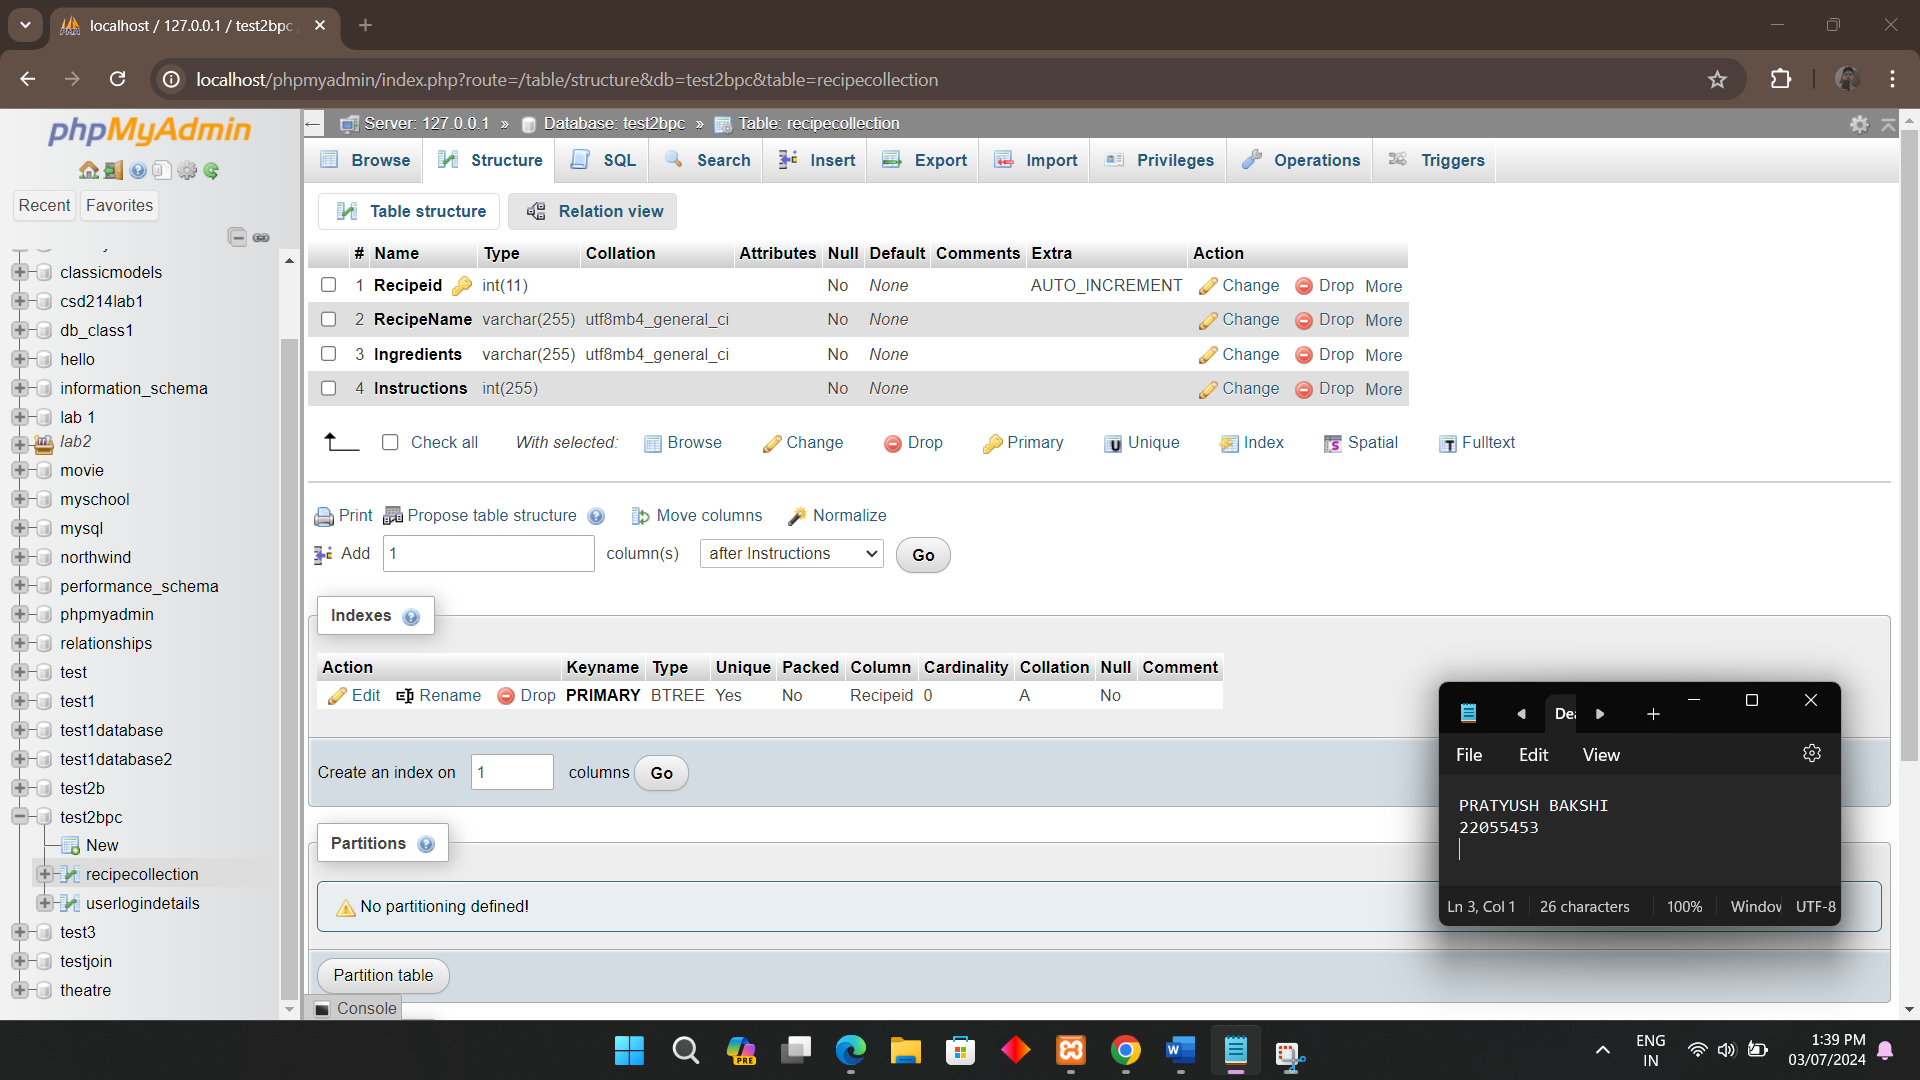 localhost / 127.0.0.1 / test2bpc
localhost/phpmyadmin/index.php?route=/table/structure&db=test2bpc&table=recipecollection
phpMyAdmin
Recent Favorites
classicmodels
csd214lab1
db_class1
hello
information_schema
lab 1
lab2
movie
myschool
mysql
northwind
performance_schema
phpmyadmin
relationships
test
test1
test1database
test1database2
test2b
test2bpc
New
recipecollection
userlogindetails
test3
testjoin
theatre
Server: 127.0.0.1 » Database: test2bpc » Table: recipecollection
Browse Structure SQL Search Insert Export Import Privileges Operations Triggers
Table structure Relation view
# Name Type Collation Attributes Null Default Comments Extra Action
1 Recipeid int(11) No None AUTO_INCREMENT Change Drop More
2 RecipeName varchar(255) utf8mb4_general_ci No None Change Drop More
3 Ingredients varchar(255) utf8mb4_general_ci No None Change Drop More
4 Instructions int(255) No None Change Drop More
Check all With selected: Browse Change Drop Primary Unique Index Spatial Fulltext
Print Propose table structure Move columns Normalize
Add 1 column(s) after Instructions Go
Indexes
Action Keyname Type Unique Packed Column Cardinality Collation Null Comment
Edit Rename Drop PRIMARY BTREE Yes No Recipeid 0 A No
Create an index on 1 columns Go
Partitions
No partitioning defined!
Partition table
Console
Dea
File Edit View
PRATYUSH BAKSHI
22055453
Ln 3, Col 1 26 characters 100% Window UTF-8
PRE
ENG
IN
1:39 PM
03/07/2024